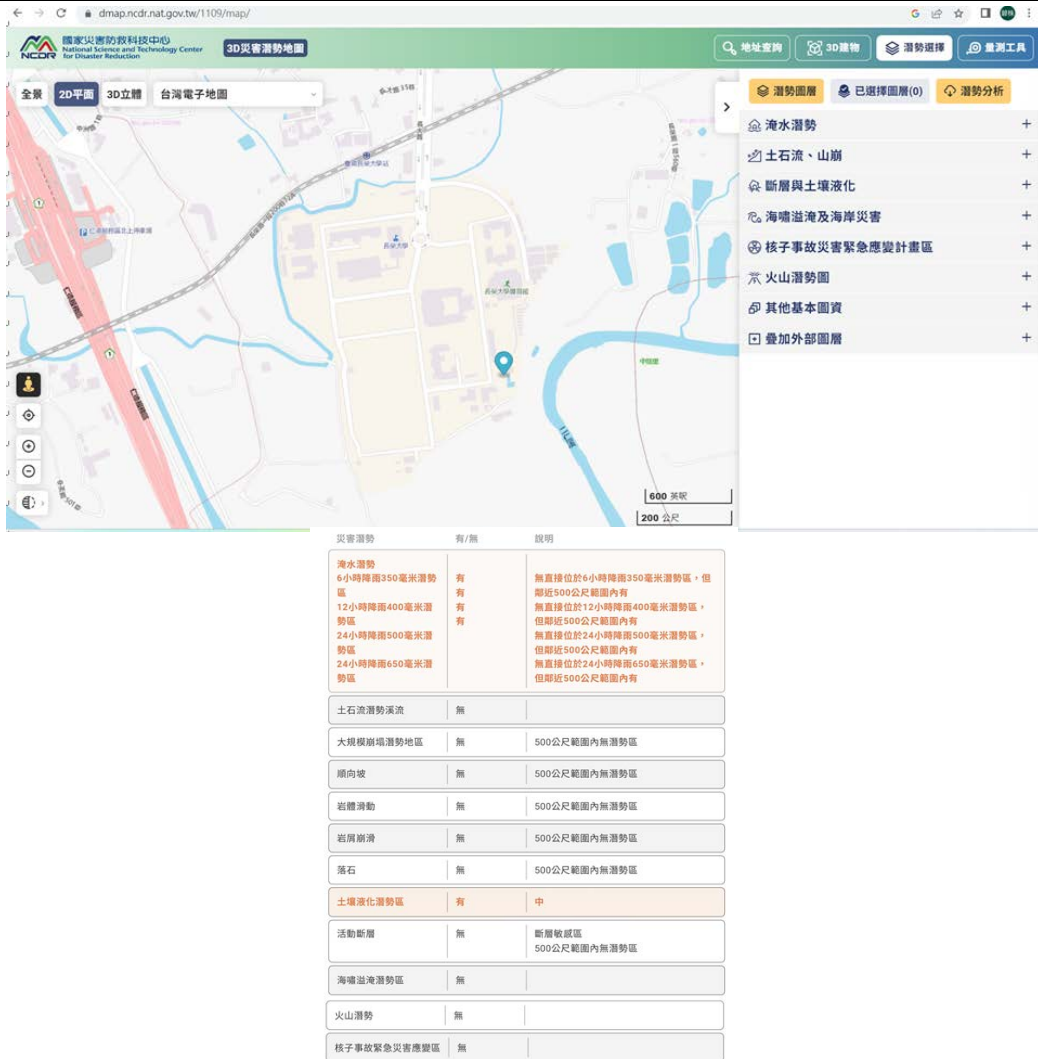 dmap.ncdr.nat.gov.tw/1109/map/
國家災害防救科技中心
National Science and Technology Center
for Disaster Reduction
NCDR
3D災害潛勢地圖
地址查詢
3D建物
潛勢選擇
量測工具
全景
2D平面
3D立體
台灣電子地圖
潛勢圖層
已選擇圖層(0)
潛勢分析
淹水潛勢
土石流、山崩
斷層與土壤液化
海嘯溢淹及海岸災害
核子事故災害緊急應變計畫區
火山潛勢圖
其他基本圖資
疊加外部圖層
長榮大學
600 英呎
200 公尺
災害潛勢 有/無 說明
淹水潛勢
6小時降雨350毫米潛勢 有 無直接位於6小時降雨350毫米潛勢區，但
區 有 鄰近500公尺範圍內有
12小時降雨400毫米潛 有 無直接位於12小時降雨400毫米潛勢區，
勢區 有 但鄰近500公尺範圍內有
24小時降雨500毫米潛 無直接位於24小時降雨500毫米潛勢區，
勢區 但鄰近500公尺範圍內有
24小時降雨650毫米潛 無直接位於24小時降雨650毫米潛勢區，
勢區 但鄰近500公尺範圍內有
土石流潛勢溪流 無
大規模崩塌潛勢地區 無 500公尺範圍內無潛勢區
順向坡 無 500公尺範圍內無潛勢區
岩體滑動 無 500公尺範圍內無潛勢區
岩屑崩滑 無 500公尺範圍內無潛勢區
落石 無 500公尺範圍內無潛勢區
土壤液化潛勢區 有 中
活動斷層 無 斷層敏感區
500公尺範圍內無潛勢區
海嘯溢淹潛勢區 無
火山潛勢 無
核子事故緊急災害應變區 無